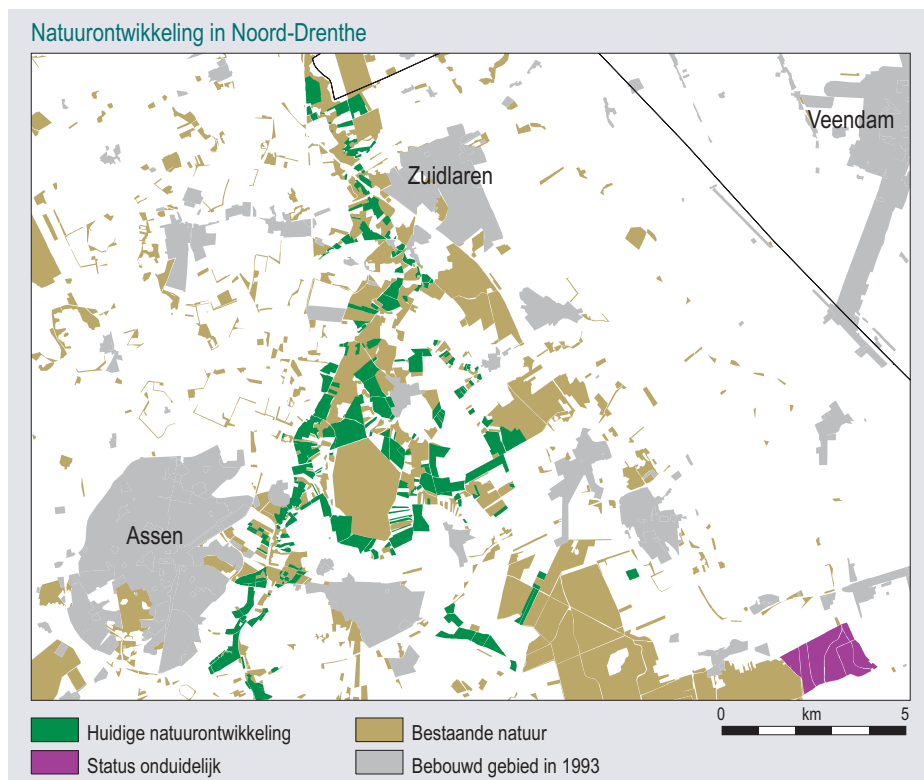 Natuurontwikkeling in Noord-Drenthe
Veendam
Zuidlaren
Assen
Huidige natuurontwikkeling
Bestaande natuur
0 km 5
Status onduidelijk
Bebouwd gebied in 1993